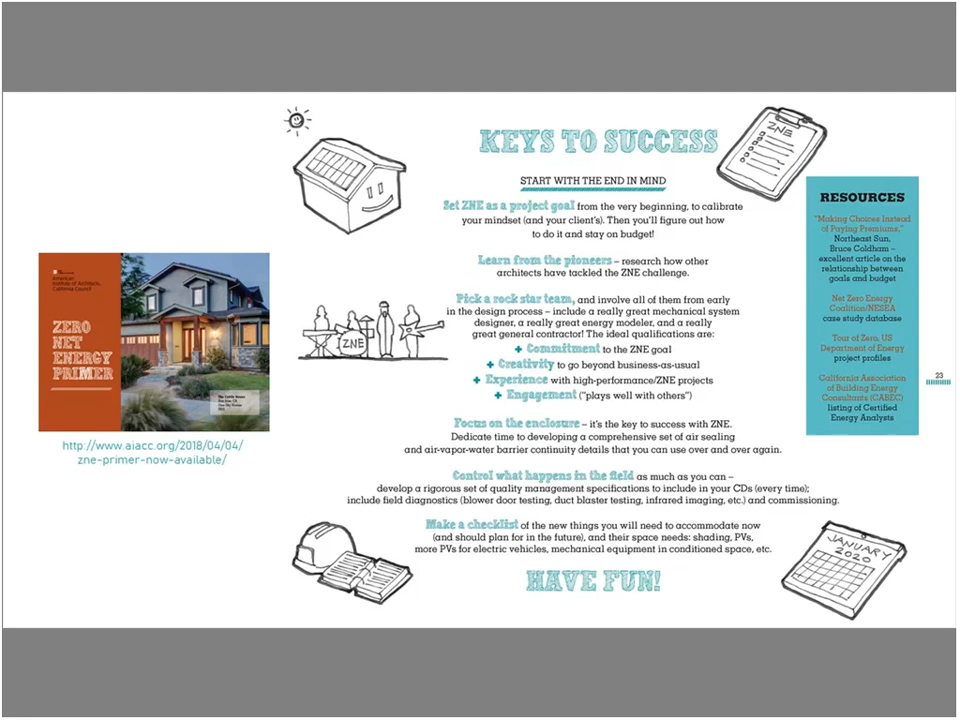 KEYS TO SUCCESS
START WITH THE END IN MIND
Set ZNE as a project goal from the very beginning, to calibrate
your mindset (and your client's). Then you'll figure out how
to do it and stay on budget!
Learn from the pioneers – research how other
architects have tackled the ZNE challenge.
Pick a rock star team, and involve all of them from early
in the design process – include a really great mechanical system
designer, a really great energy modeler, and a really
great general contractor! The ideal qualifications are:
+ Commitment to the ZNE goal
+ Creativity to go beyond business-as-usual
+ Experience with high-performance/ZNE projects
+ Engagement ("plays well with others")
Focus on the enclosure – it's the key to success with ZNE.
Dedicate time to developing a comprehensive set of air sealing
and air-vapor-water barrier continuity details that you can use over and over again.
Control what happens in the field as much as you can –
develop a rigorous set of quality management specifications to include in your CDs (every time);
include field diagnostics (blower door testing, duct blaster testing, infrared imaging, etc.) and commissioning.
Make a checklist of the new things you will need to accommodate now
(and should plan for in the future), and their space needs: shading, PVs,
more PVs for electric vehicles, mechanical equipment in conditioned space, etc.
HAVE FUN!
ZNE
ZNE
JANUARY
2020
RESOURCES
"Making Choices Instead
of Paying Premiums,"
Northeast Sun,
Bruce Coldham –
excellent article on the
relationship between
goals and budget
Net Zero Energy
Coalition/NESEA
case study database
Tour of Zero, US
Department of Energy
project profiles
California Association
of Building Energy
Consultants (CABEC)
listing of Certified
Energy Analysts
23
American
Institute of Architects,
California Council
ZERO
NET
ENERGY
PRIMER
http://www.aiacc.org/2018/04/04/
zne-primer-now-available/